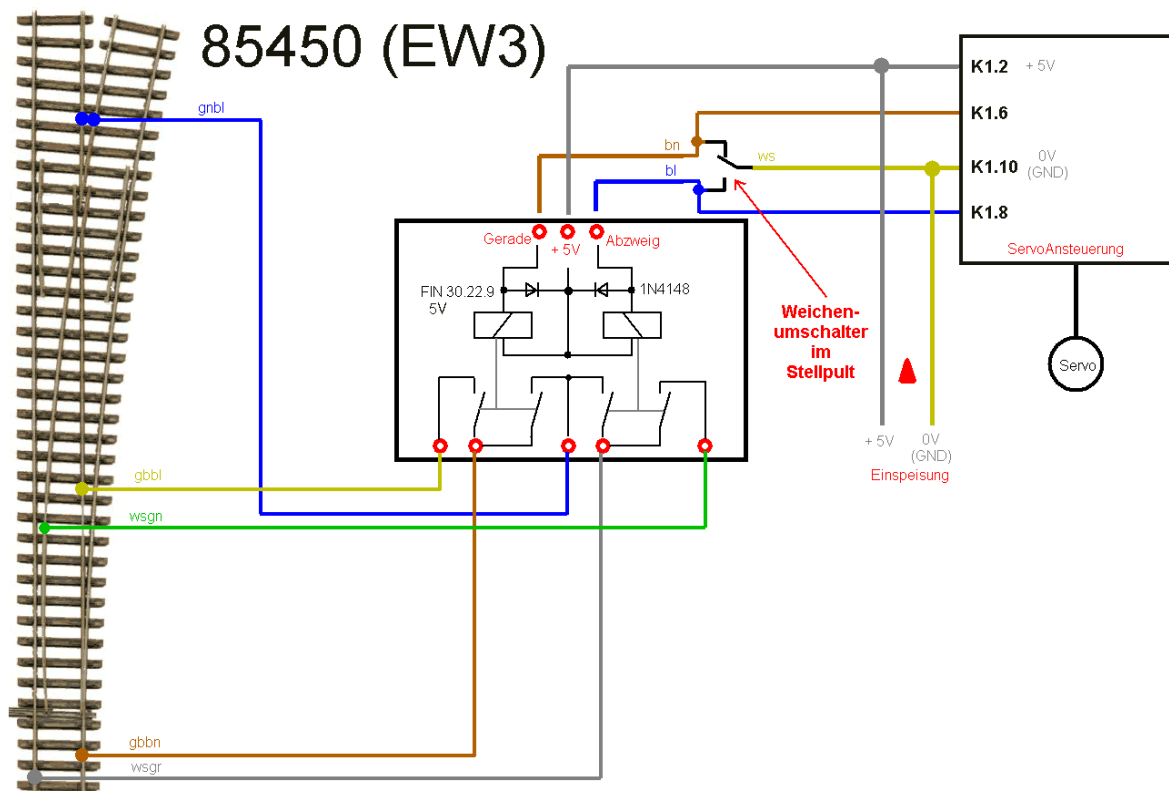 85450 (EW3)
K1.2
+ 5V
gnbl
K1.6
bn
ws
K1.10
0V
(GND)
bl
K1.8
Gerade
+ 5V
Abzweig
ServoAnsteuerung
FIN 30.22.9
5V
1N4148
Weichen-
umschalter
im
Stellpult
Servo
+ 5V
0V
(GND)
Einspeisung
gbbl
wsgn
gbbn
wsgr